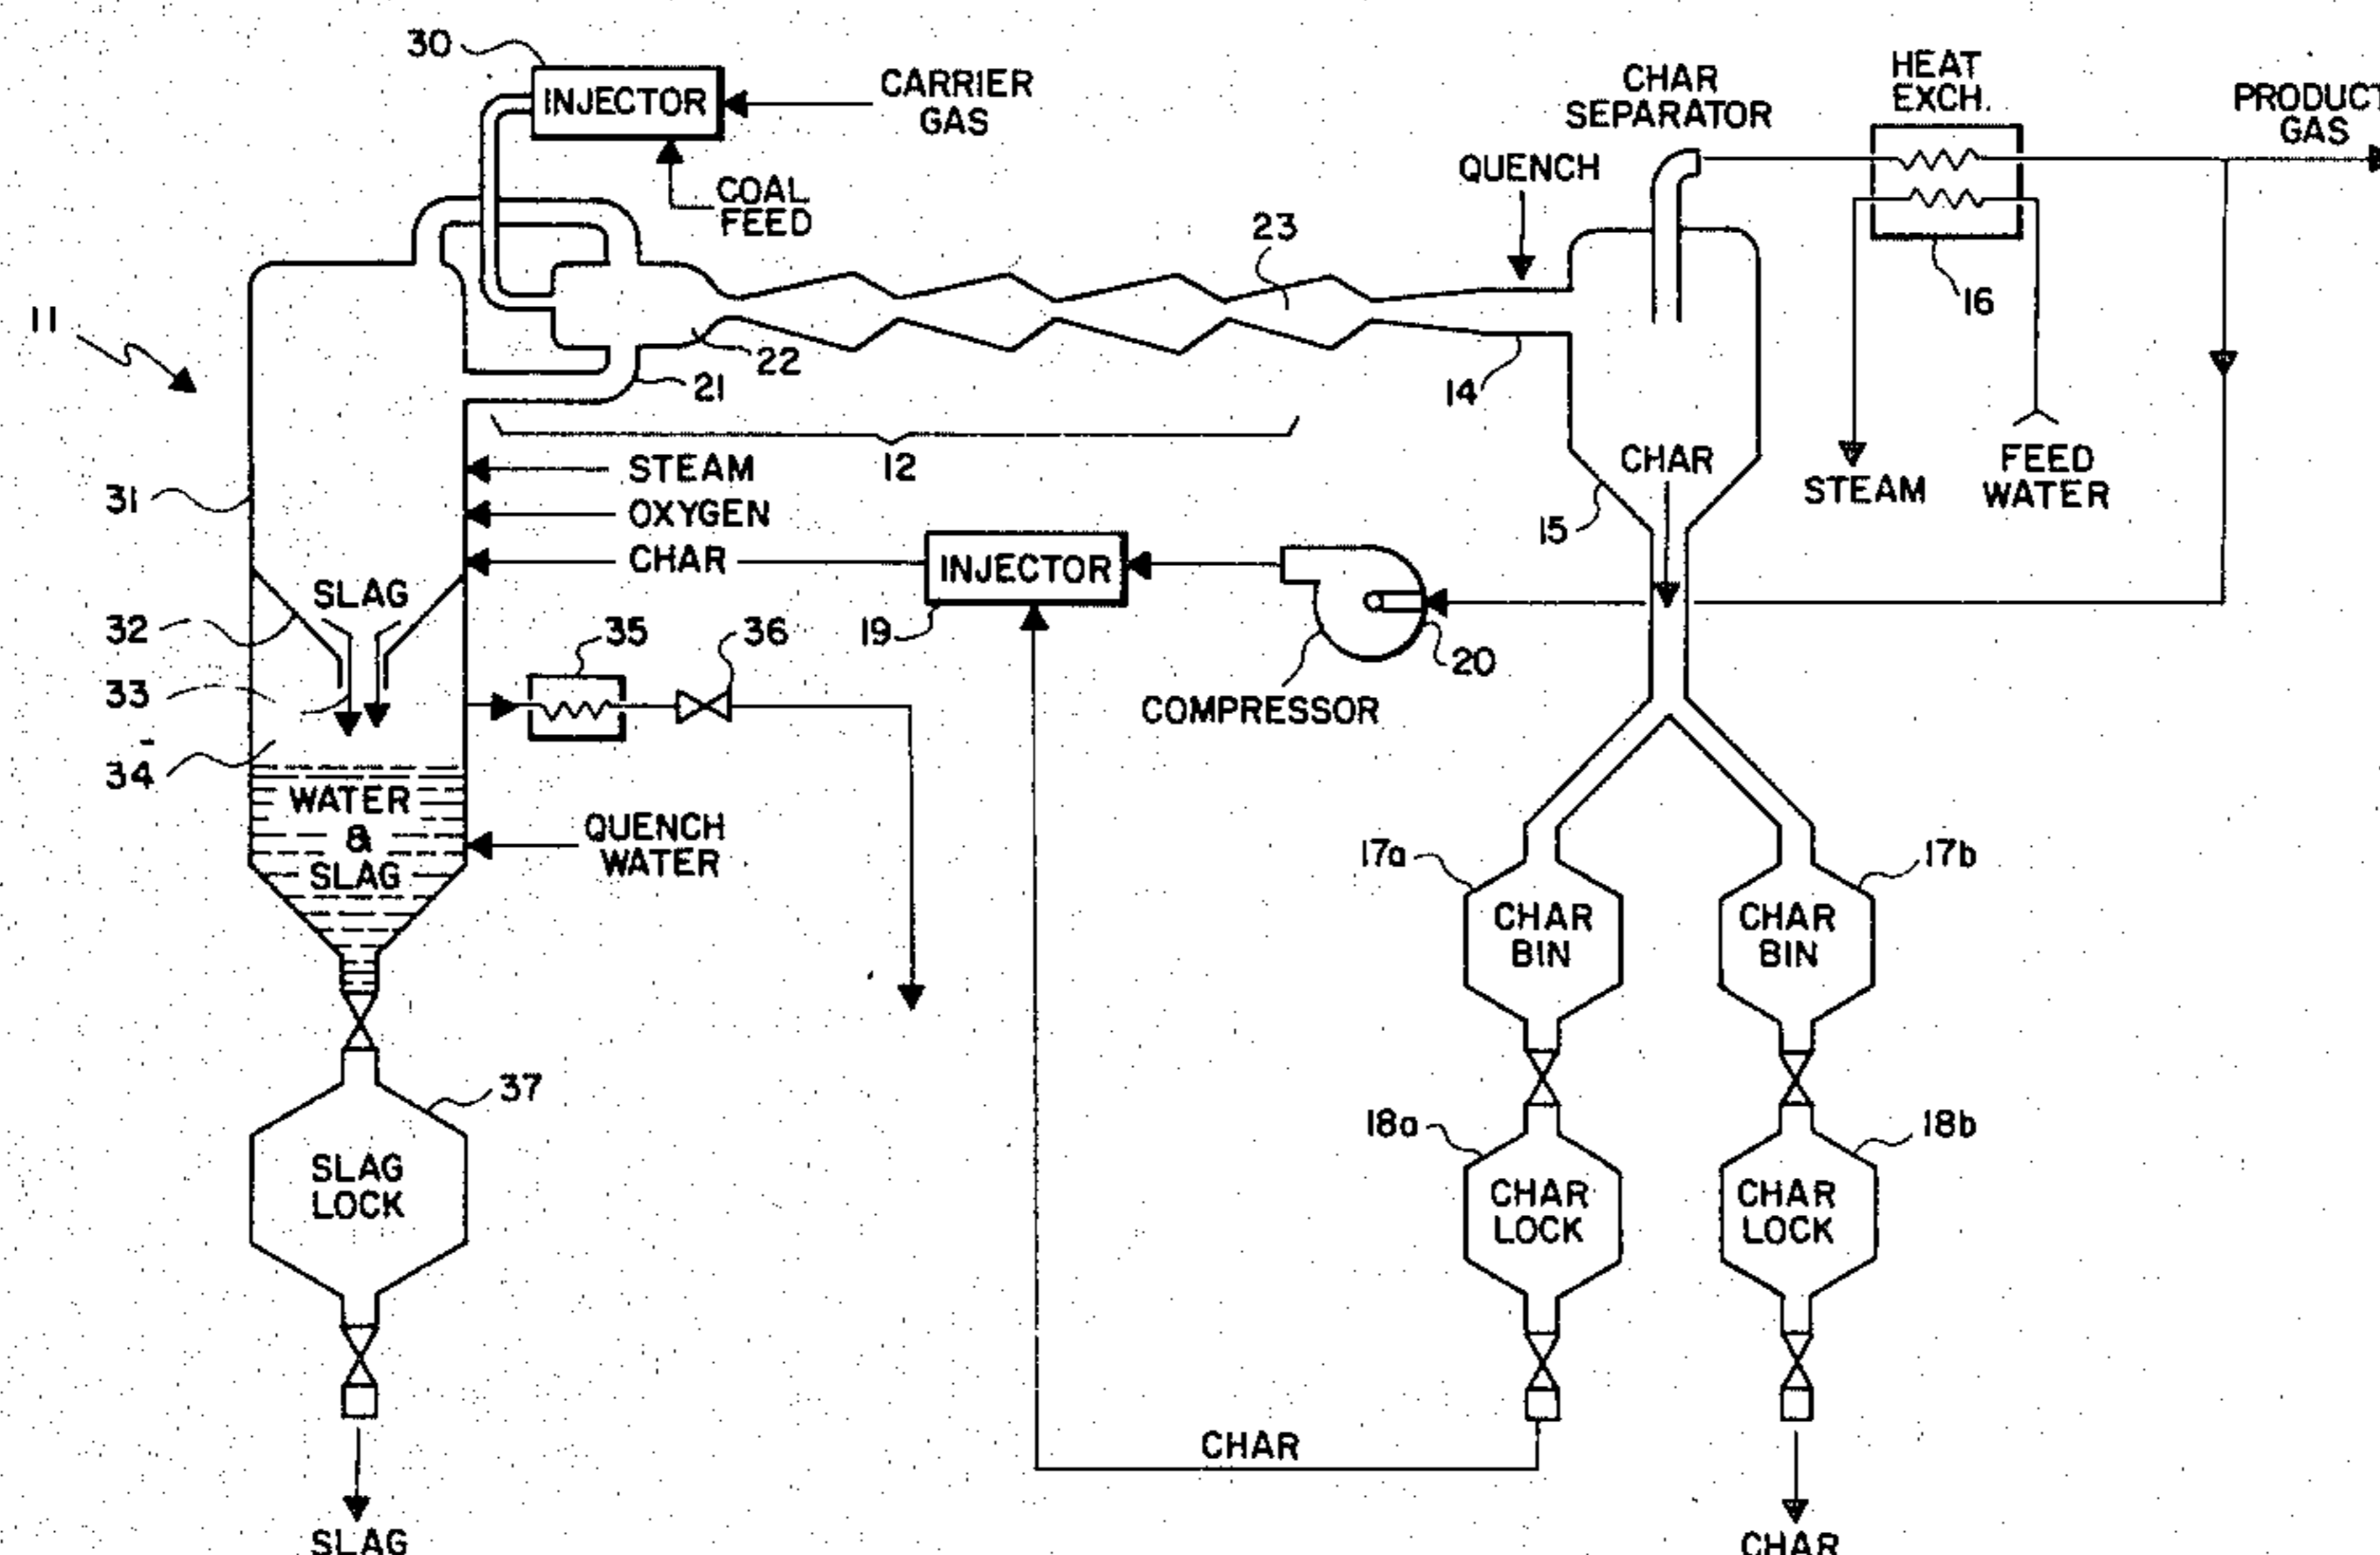 30
INJECTOR
CARRIER
GAS
COAL
FEED
CHAR
SEPARATOR
HEAT
EXCH.
PRODUCT
GAS
QUENCH
23
16
11
22
21
14
12
STEAM
OXYGEN
CHAR
31
CHAR
15
STEAM
FEED
WATER
INJECTOR
19
20
COMPRESSOR
SLAG
32
33
34
35
36
WATER
&
SLAG
QUENCH
WATER
17a
17b
CHAR
BIN
CHAR
BIN
37
SLAG
LOCK
18a
18b
CHAR
LOCK
CHAR
LOCK
CHAR
SLAG
CHAR